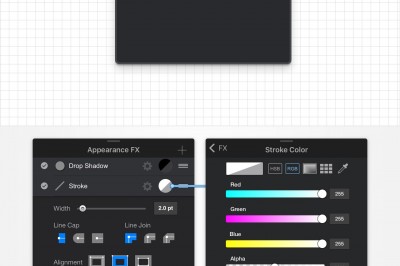 Appearance FX
FX
Stroke Color
Drop Shadow
Stroke
HSB
RGB
Red
255
Width
2.0 pt
Green
255
Line Cap
Line Join
Blue
255
Alignment
Alpha